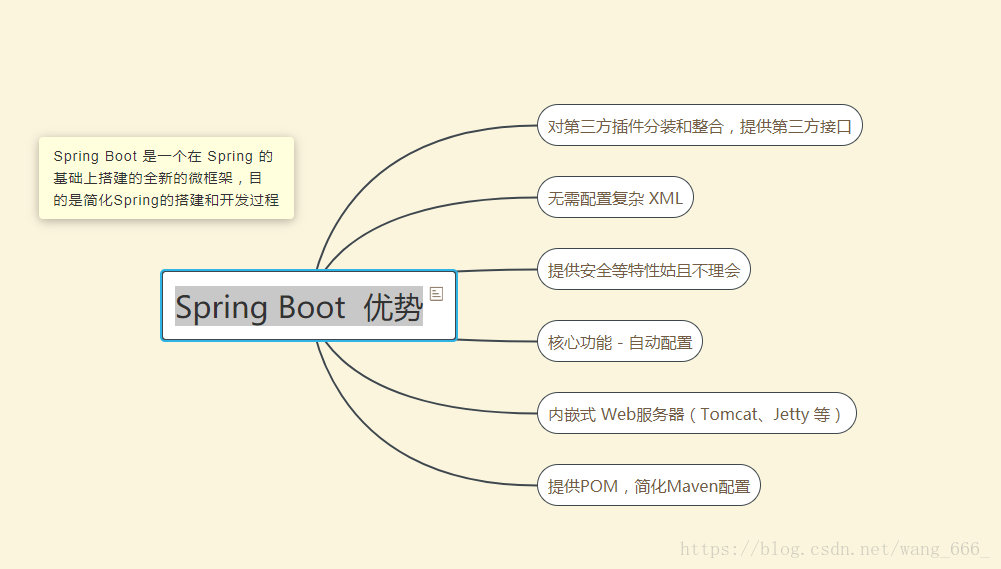 对第三方插件分装和整合，提供第三方接口
Spring Boot 是一个在 Spring 的
基础上搭建的全新的微框架，目
的是简化Spring的搭建和开发过程
无需配置复杂 XML
提供安全等特性姑且不理会
Spring Boot 优势
核心功能 - 自动配置
内嵌式 Web服务器（Tomcat、Jetty 等）
提供POM，简化Maven配置
https://blog.csdn.net/wang_666_